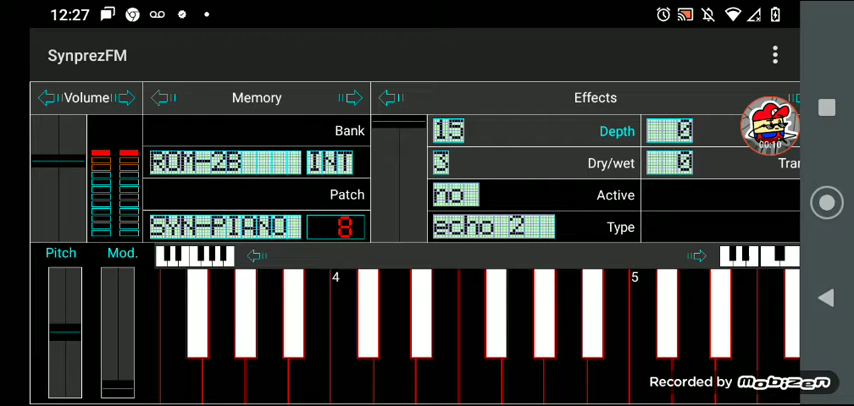 12:27
SynprezFM
Volume Memory Effects
Bank
ROM-2B INT
Patch
SYN-PIANO 8
15 Depth 0
3 Dry/wet 0
no Active
echo 2 Type
Pitch Mod.
4 5
00:10
Recorded by Mobizen